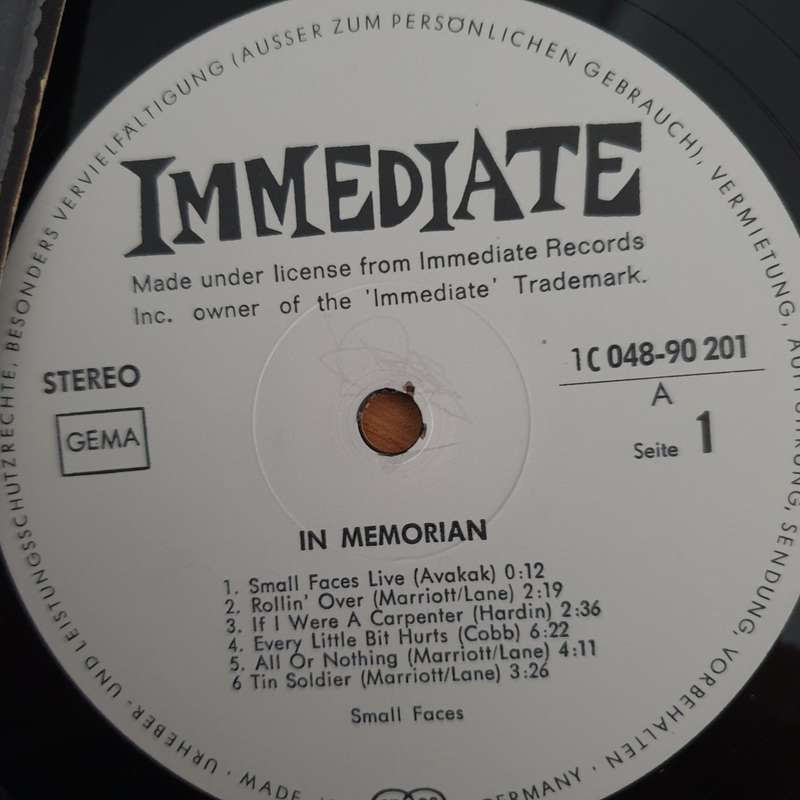 URHEBER- UND LEISTUNGSSCHUTZRECHTE, BESONDERS VERVIELFÄLTIGUNG (AUSSER ZUM PERSÖNLICHEN GEBRAUCH), VERMIETUNG, AUFFÜHRUNG, SENDUNG, VORBEHALTEN
IMMEDIATE
Made under license from Immediate Records
Inc. owner of the 'Immediate' Trademark.
STEREO
GEMA
1C 048-90 201
A
Seite 1
IN MEMORIAN
1. Small Faces Live (Avakak) 0:12
2. Rollin' Over (Marriott/Lane) 2:19
3. If I Were A Carpenter (Hardin) 2:36
4. Every Little Bit Hurts (Cobb) 6:22
5. All Or Nothing (Marriott/Lane) 4:11
6 Tin Soldier (Marriott/Lane) 3:26
Small Faces
· MADE GERMANY ·